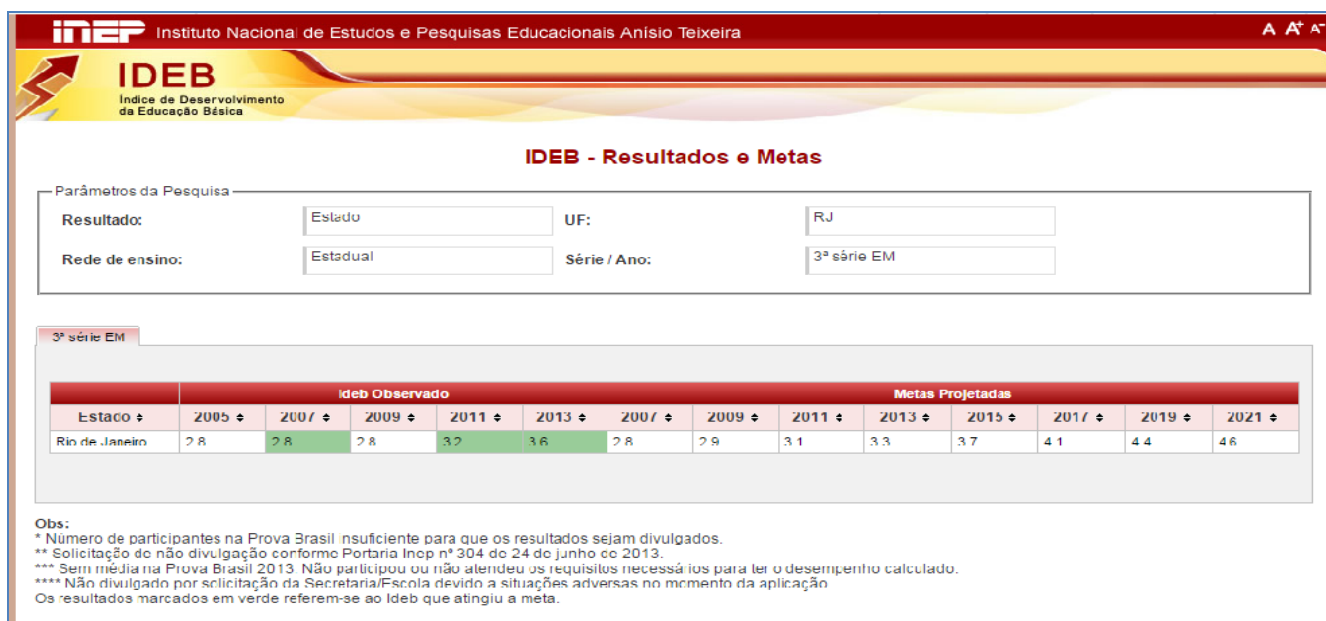 inep Instituto Nacional de Estudos e Pesquisas Educacionais Anísio Teixeira A A+ A-
IDEB
Índice de Desenvolvimento
da Educação Básica
IDEB - Resultados e Metas
Parâmetros da Pesquisa
Resultado: Estado UF: RJ
Rede de ensino: Estadual Série / Ano: 3ª série EM
3ª série EM
Ideb Observado Metas Projetadas
Estado 2005 2007 2009 2011 2013 2007 2009 2011 2013 2015 2017 2019 2021
Rio de Janeiro 2.8 2.8 2.8 3.2 3.6 2.8 2.9 3.1 3.3 3.7 4.1 4.4 4.6
Obs:
* Número de participantes na Prova Brasil insuficiente para que os resultados sejam divulgados.
** Solicitação de não divulgação conforme Portaria Inep nº 304 de 24 de junho de 2013.
*** Sem média na Prova Brasil 2013. Não participou ou não atendeu os requisitos necessários para ter o desempenho calculado.
**** Não divulgado por solicitação da Secretaria/Escola devido a situações adversas no momento da aplicação
Os resultados marcados em verde referem-se ao Ideb que atingiu a meta.